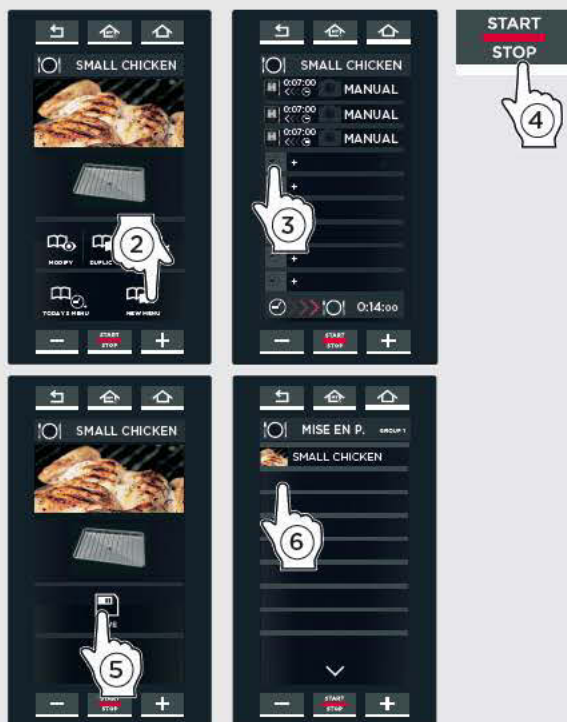 SMALL CHICKEN
MODIFY
2
TODAY'S MENU
NEW MENU
START
STOP
SMALL CHICKEN
0:07:00
MANUAL
0:07:00
MANUAL
0:07:00
MANUAL
+
+
3
+
+
0:14:00
START
STOP
START
STOP
4
SMALL CHICKEN
5
START
STOP
MISE EN P. GROUP 1
SMALL CHICKEN
6
START
STOP